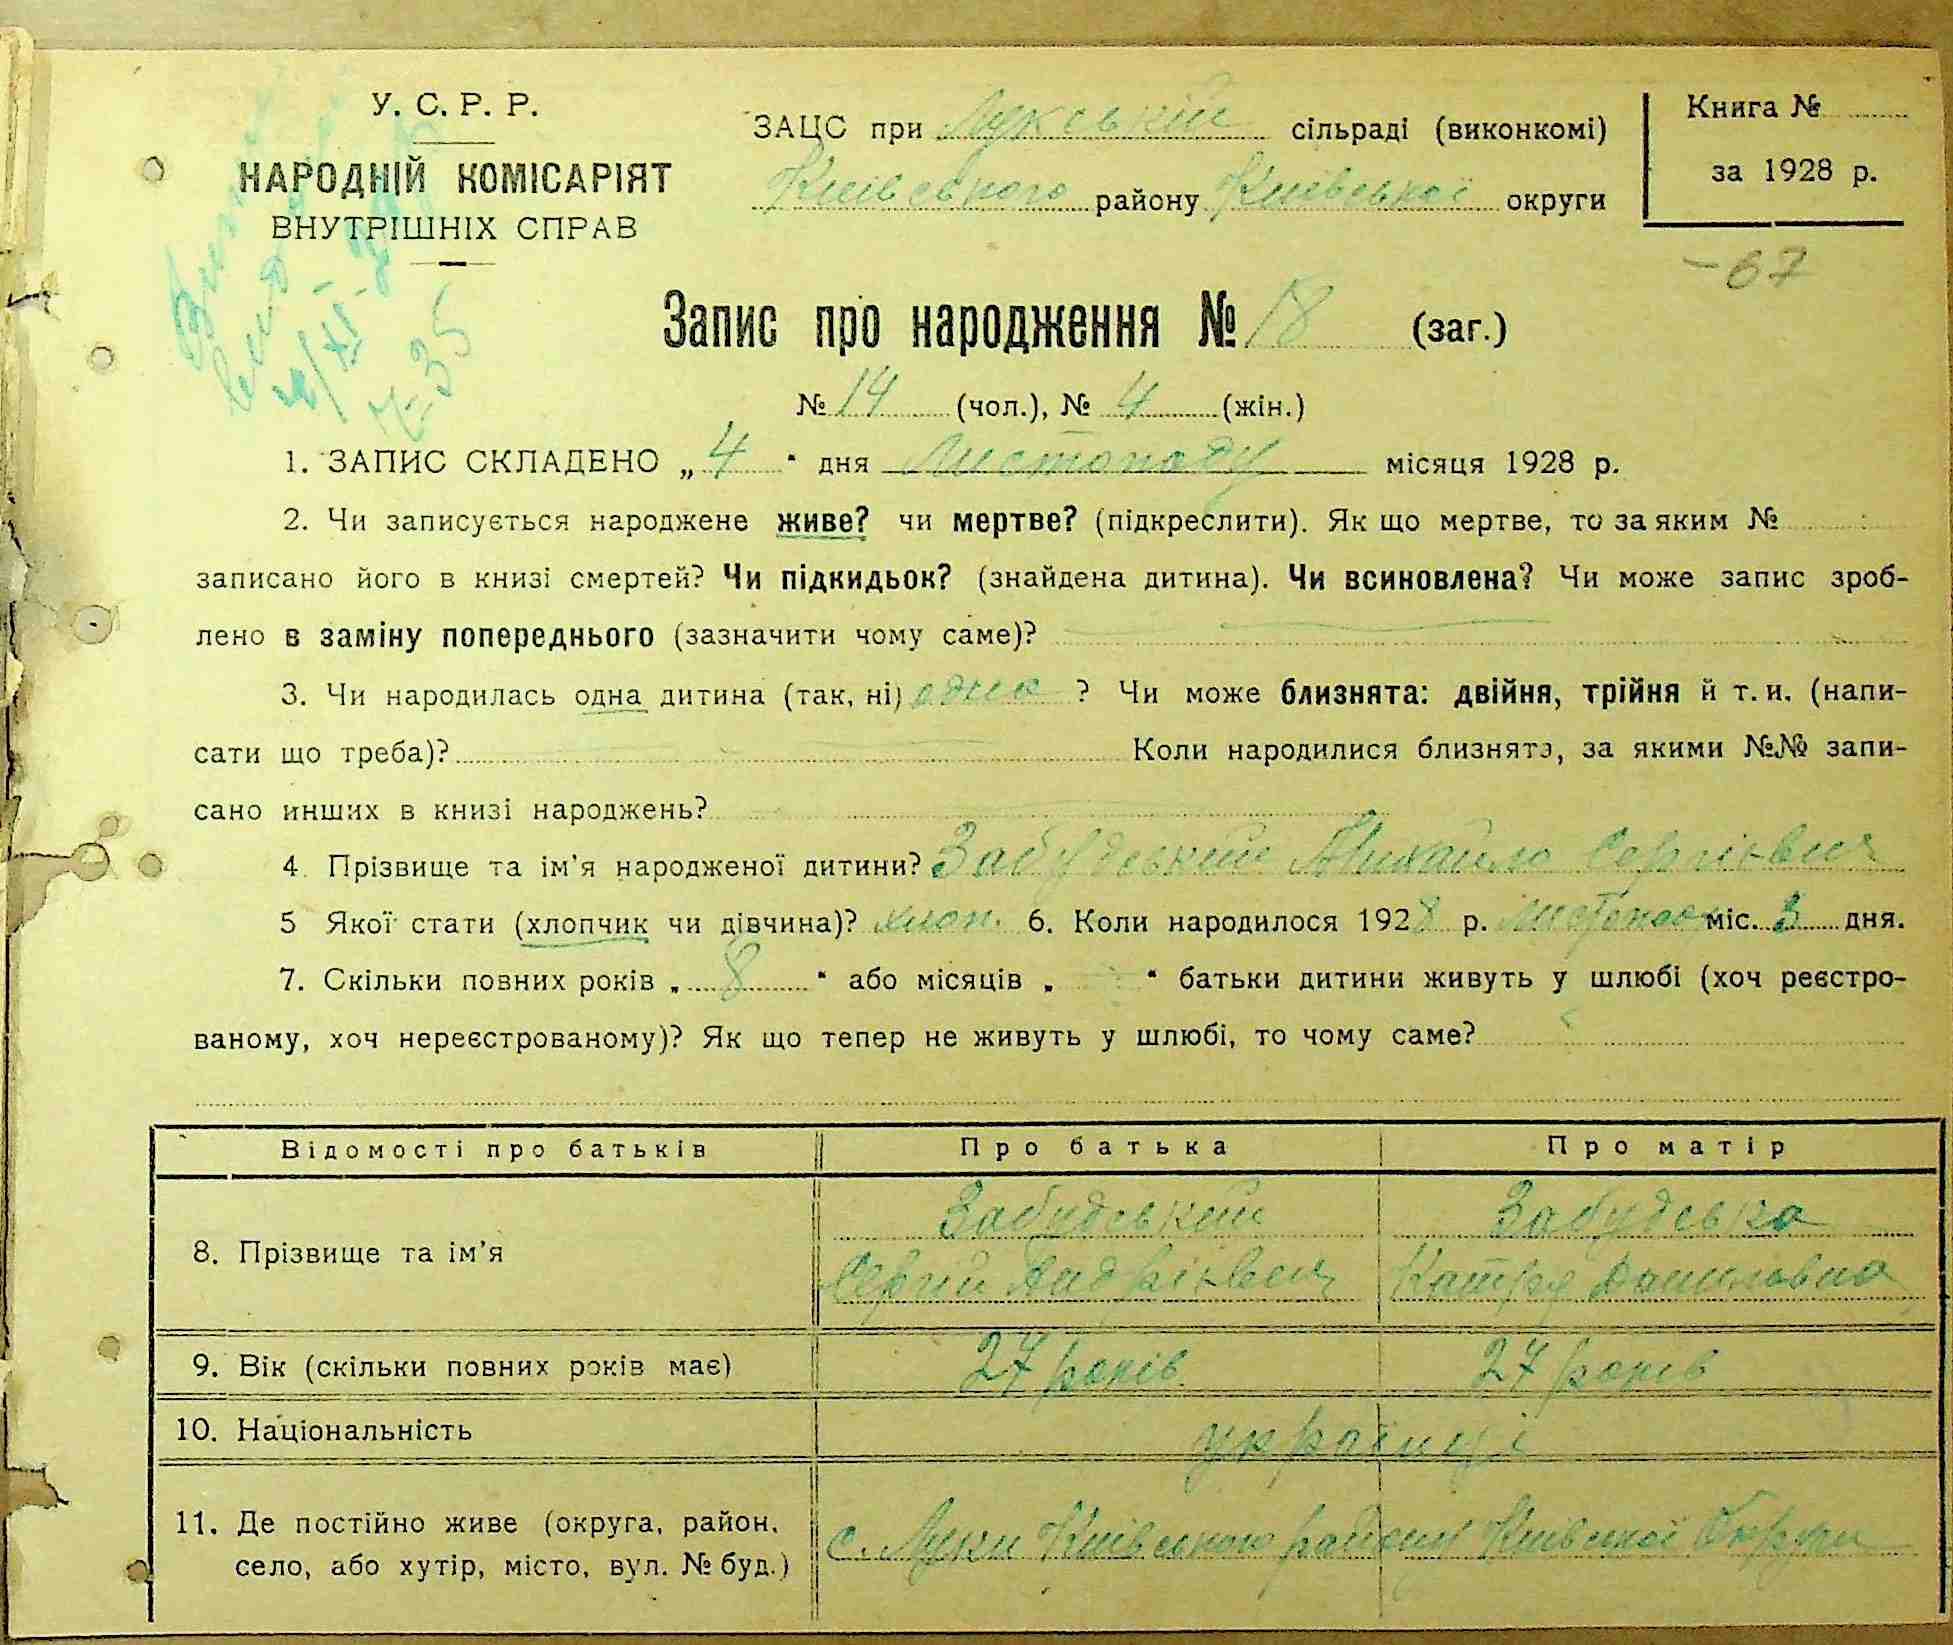 У. С. Р. Р.
НАРОДНІЙ КОМІСАРІЯТ
ВНУТРІШНІХ СПРАВ
ЗАЦС при Лукській сільраді (виконкомі)
Київського району Київської округи
Книга №
за 1928 р.
67
Запис про народження № 18 (заг.)
№ 14 (чол.), № 4 (жін.)
1. ЗАПИС СКЛАДЕНО „ 4 “ дня Листопаду місяця 1928 р.
2. Чи записується народжене живе? чи мертве? (підкреслити). Як що мертве, то за яким №
записано його в книзі смертей? Чи підкидьок? (знайдена дитина). Чи всиновлена? Чи може запис зроб-
лено в заміну попереднього (зазначити чому саме)?
3. Чи народилась одна дитина (так, ні) одна ? Чи може близнята: двійня, трійня й т. и. (напи-
сати що треба)? Коли народилися близнята, за якими №№ запи-
сано инших в книзі народжень?
4. Прізвище та ім’я народженої дитини? Забудський Михайло Сергієвич
5 Якої стати (хлопчик чи дівчина)? хлоп. 6. Коли народилося 1928 р. Листопад міс. 3 дня.
7. Скільки повних років „ 8 “ або місяців „ “ батьки дитини живуть у шлюбі (хоч реєстро-
ваному, хоч нереєстрованому)? Як що тепер не живуть у шлюбі, то чому саме?
Відомості про батьків Про батька Про матір
8. Прізвище та ім’я
Забудський Забудська
Сергій Андрієвич Катря Даниловна
9. Вік (скільки повних років має) 27 років 27 років
10. Національність українці
11. Де постійно живе (округа, район,
село, або хутір, місто, вул. № буд.)
с. Луки Київського району Київської Округи